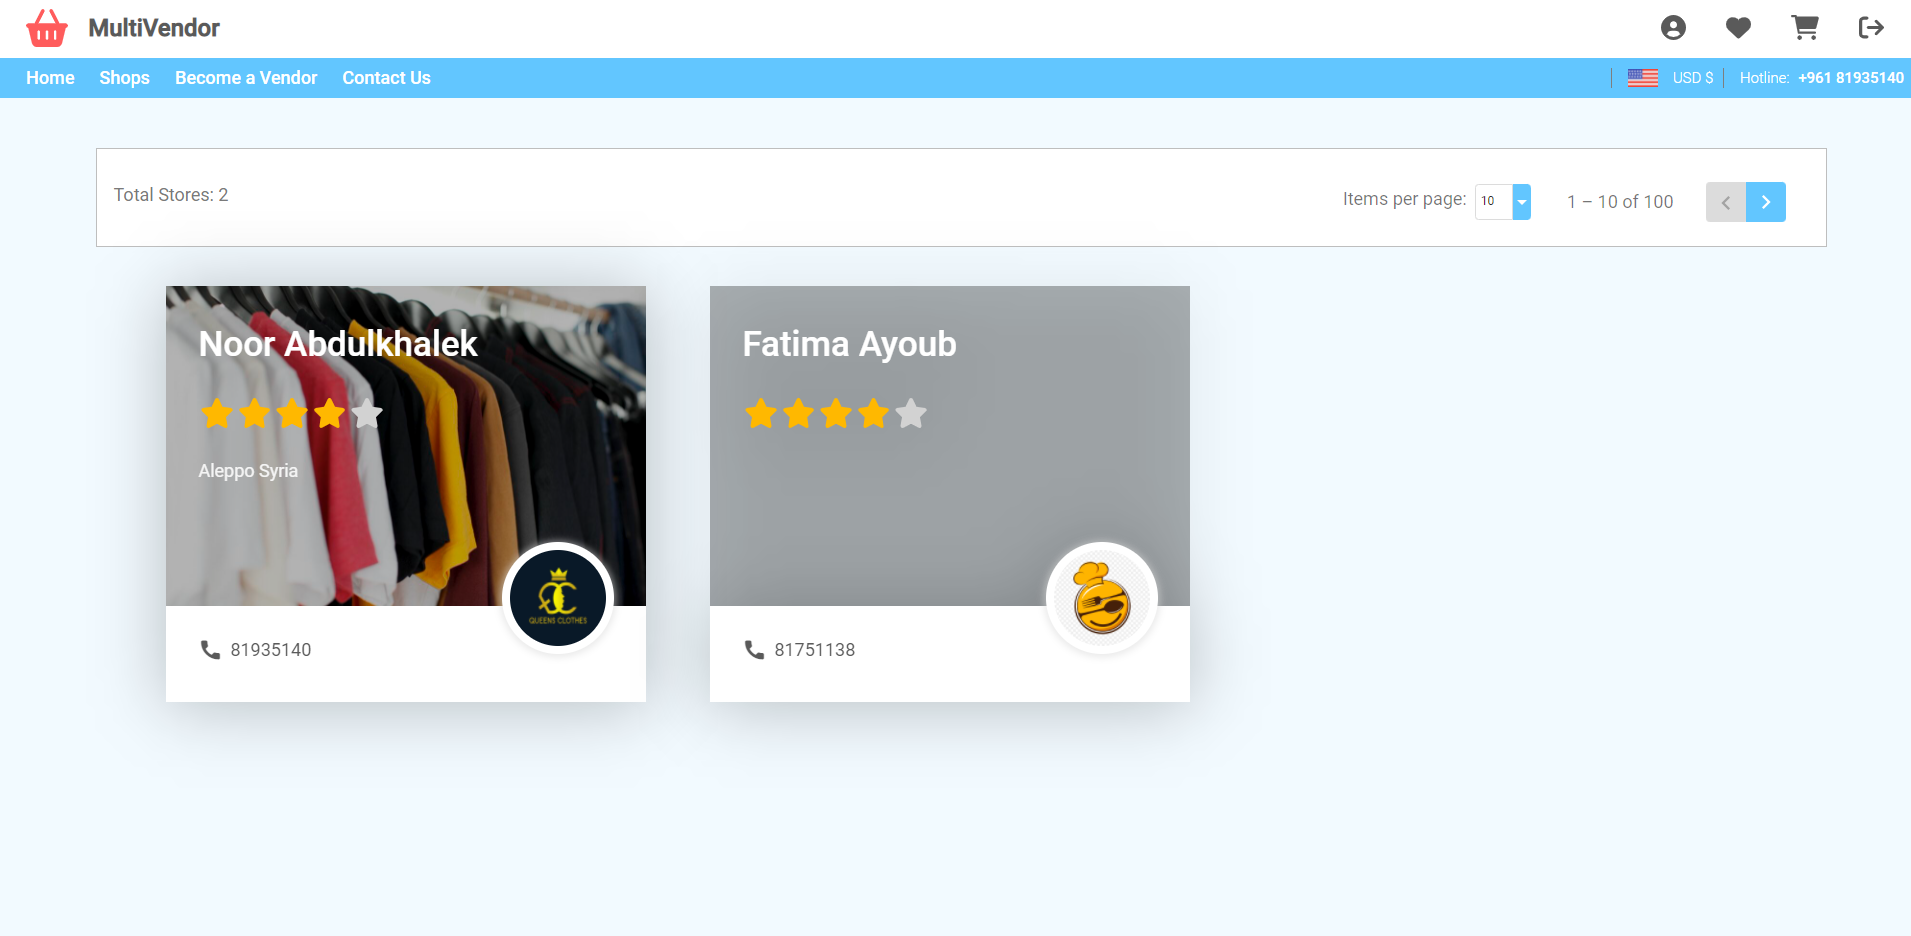 MultiVendor
Home Shops Become a Vendor Contact Us USD $ Hotline: +961 81935140
Total Stores: 2 Items per page: 10 1 – 10 of 100
Noor Abdulkhalek
Aleppo Syria
QUEENS CLOTHES
81935140
Fatima Ayoub
81751138